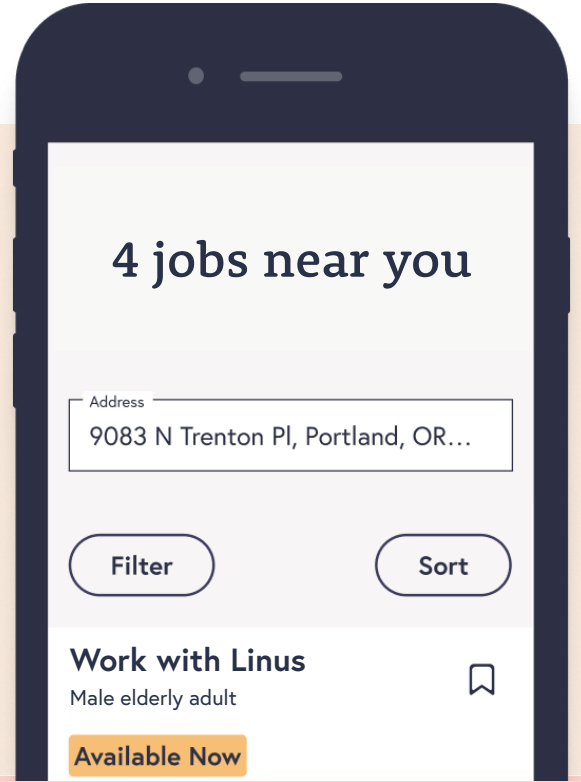 4 jobs near you
Address
9083 N Trenton Pl, Portland, OR...
Filter
Sort
Work with Linus
Male elderly adult
Available Now